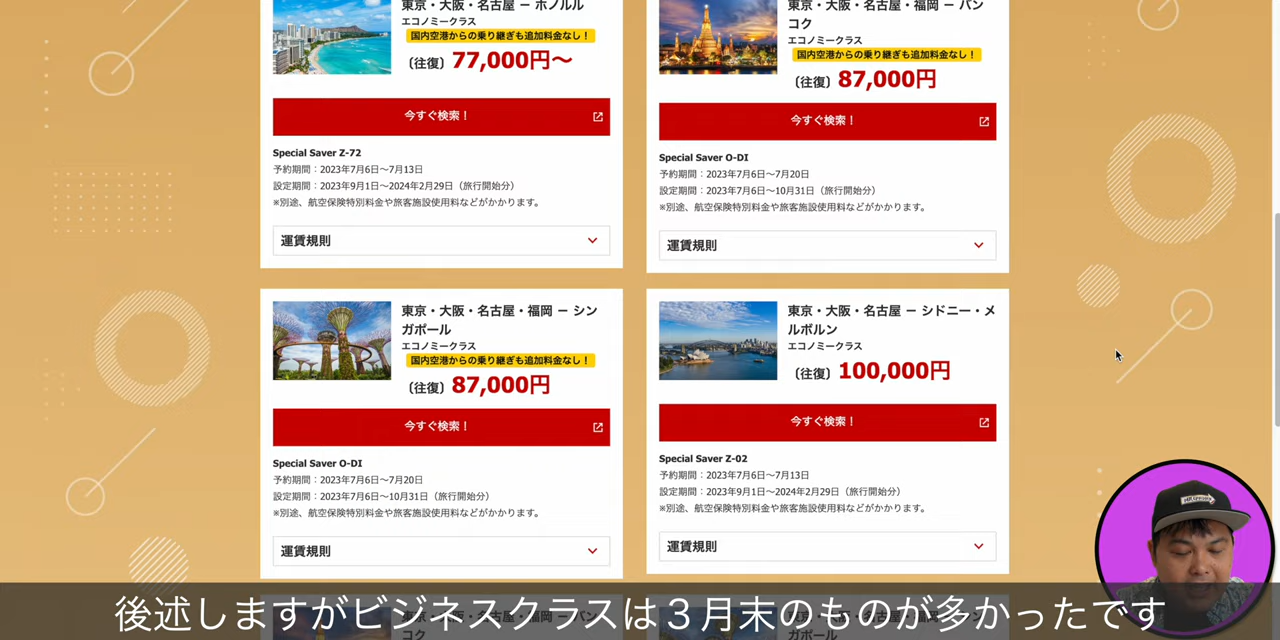 東京・大阪・名古屋 － ホノルル
エコノミークラス
国内空港からの乗り継ぎも追加料金なし！
〔往復〕77,000円～
今すぐ検索！
Special Saver Z-72
予約期間：2023年7月6日～7月13日
設定期間：2023年9月1日～2024年2月29日（旅行開始分）
※別途、航空保険特別料金や旅客施設使用料などがかかります。
運賃規則
東京・大阪・名古屋・福岡 － バン
コク
エコノミークラス
国内空港からの乗り継ぎも追加料金なし！
〔往復〕87,000円
今すぐ検索！
Special Saver O-DI
予約期間：2023年7月6日～7月20日
設定期間：2023年7月6日～10月31日（旅行開始分）
※別途、航空保険特別料金や旅客施設使用料などがかかります。
運賃規則
東京・大阪・名古屋・福岡 － シン
ガポール
エコノミークラス
国内空港からの乗り継ぎも追加料金なし！
〔往復〕87,000円
今すぐ検索！
Special Saver O-DI
予約期間：2023年7月6日～7月20日
設定期間：2023年7月6日～10月31日（旅行開始分）
※別途、航空保険特別料金や旅客施設使用料などがかかります。
運賃規則
東京・大阪・名古屋 － シドニー・メ
ルボルン
エコノミークラス
〔往復〕100,000円
今すぐ検索！
Special Saver Z-02
予約期間：2023年7月6日～7月13日
設定期間：2023年9月1日～2024年2月29日（旅行開始分）
※別途、航空保険特別料金や旅客施設使用料などがかかります。
運賃規則
後述しますがビジネスクラスは３月末のものが多かったです